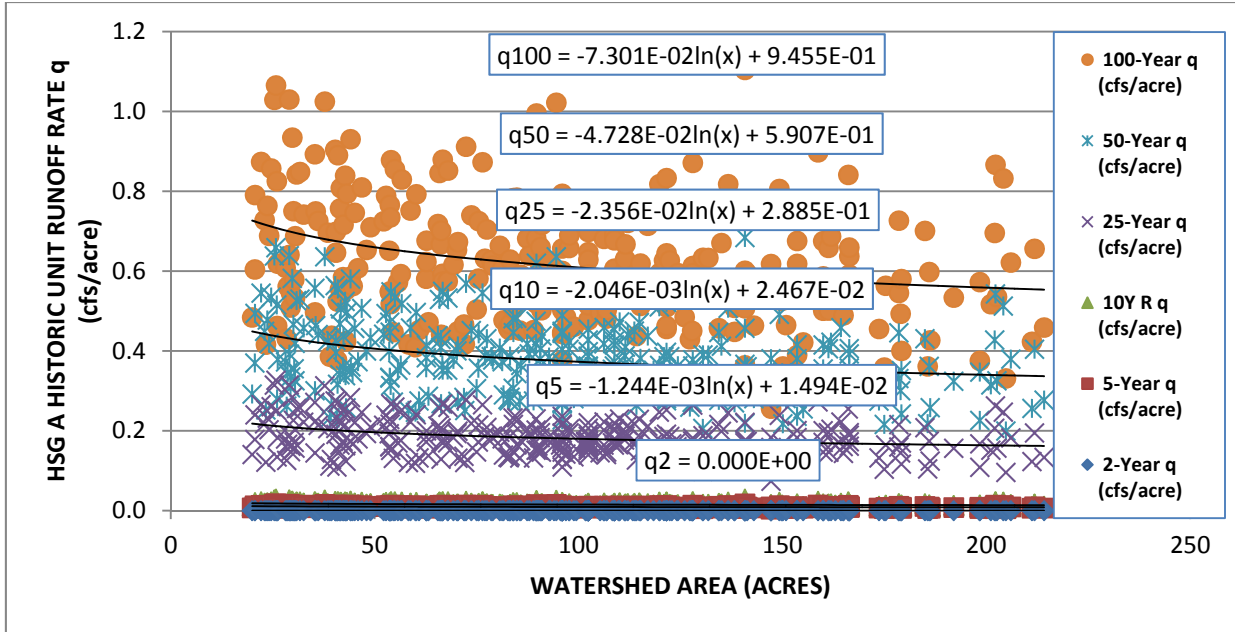 HSG A HISTORIC UNIT RUNOFF RATE q
(cfs/acre)
1.2
1.0
0.8
0.6
0.4
0.2
0.0
q100 = -7.301E-02ln(x) + 9.455E-01
q50 = -4.728E-02ln(x) + 5.907E-01
q25 = -2.356E-02ln(x) + 2.885E-01
q10 = -2.046E-03ln(x) + 2.467E-02
q5 = -1.244E-03ln(x) + 1.494E-02
q2 = 0.000E+00
100-Year q
(cfs/acre)
50-Year q
(cfs/acre)
25-Year q
(cfs/acre)
10Y R q
(cfs/acre)
5-Year q
(cfs/acre)
2-Year q
(cfs/acre)
0
50
100
150
200
250
WATERSHED AREA (ACRES)